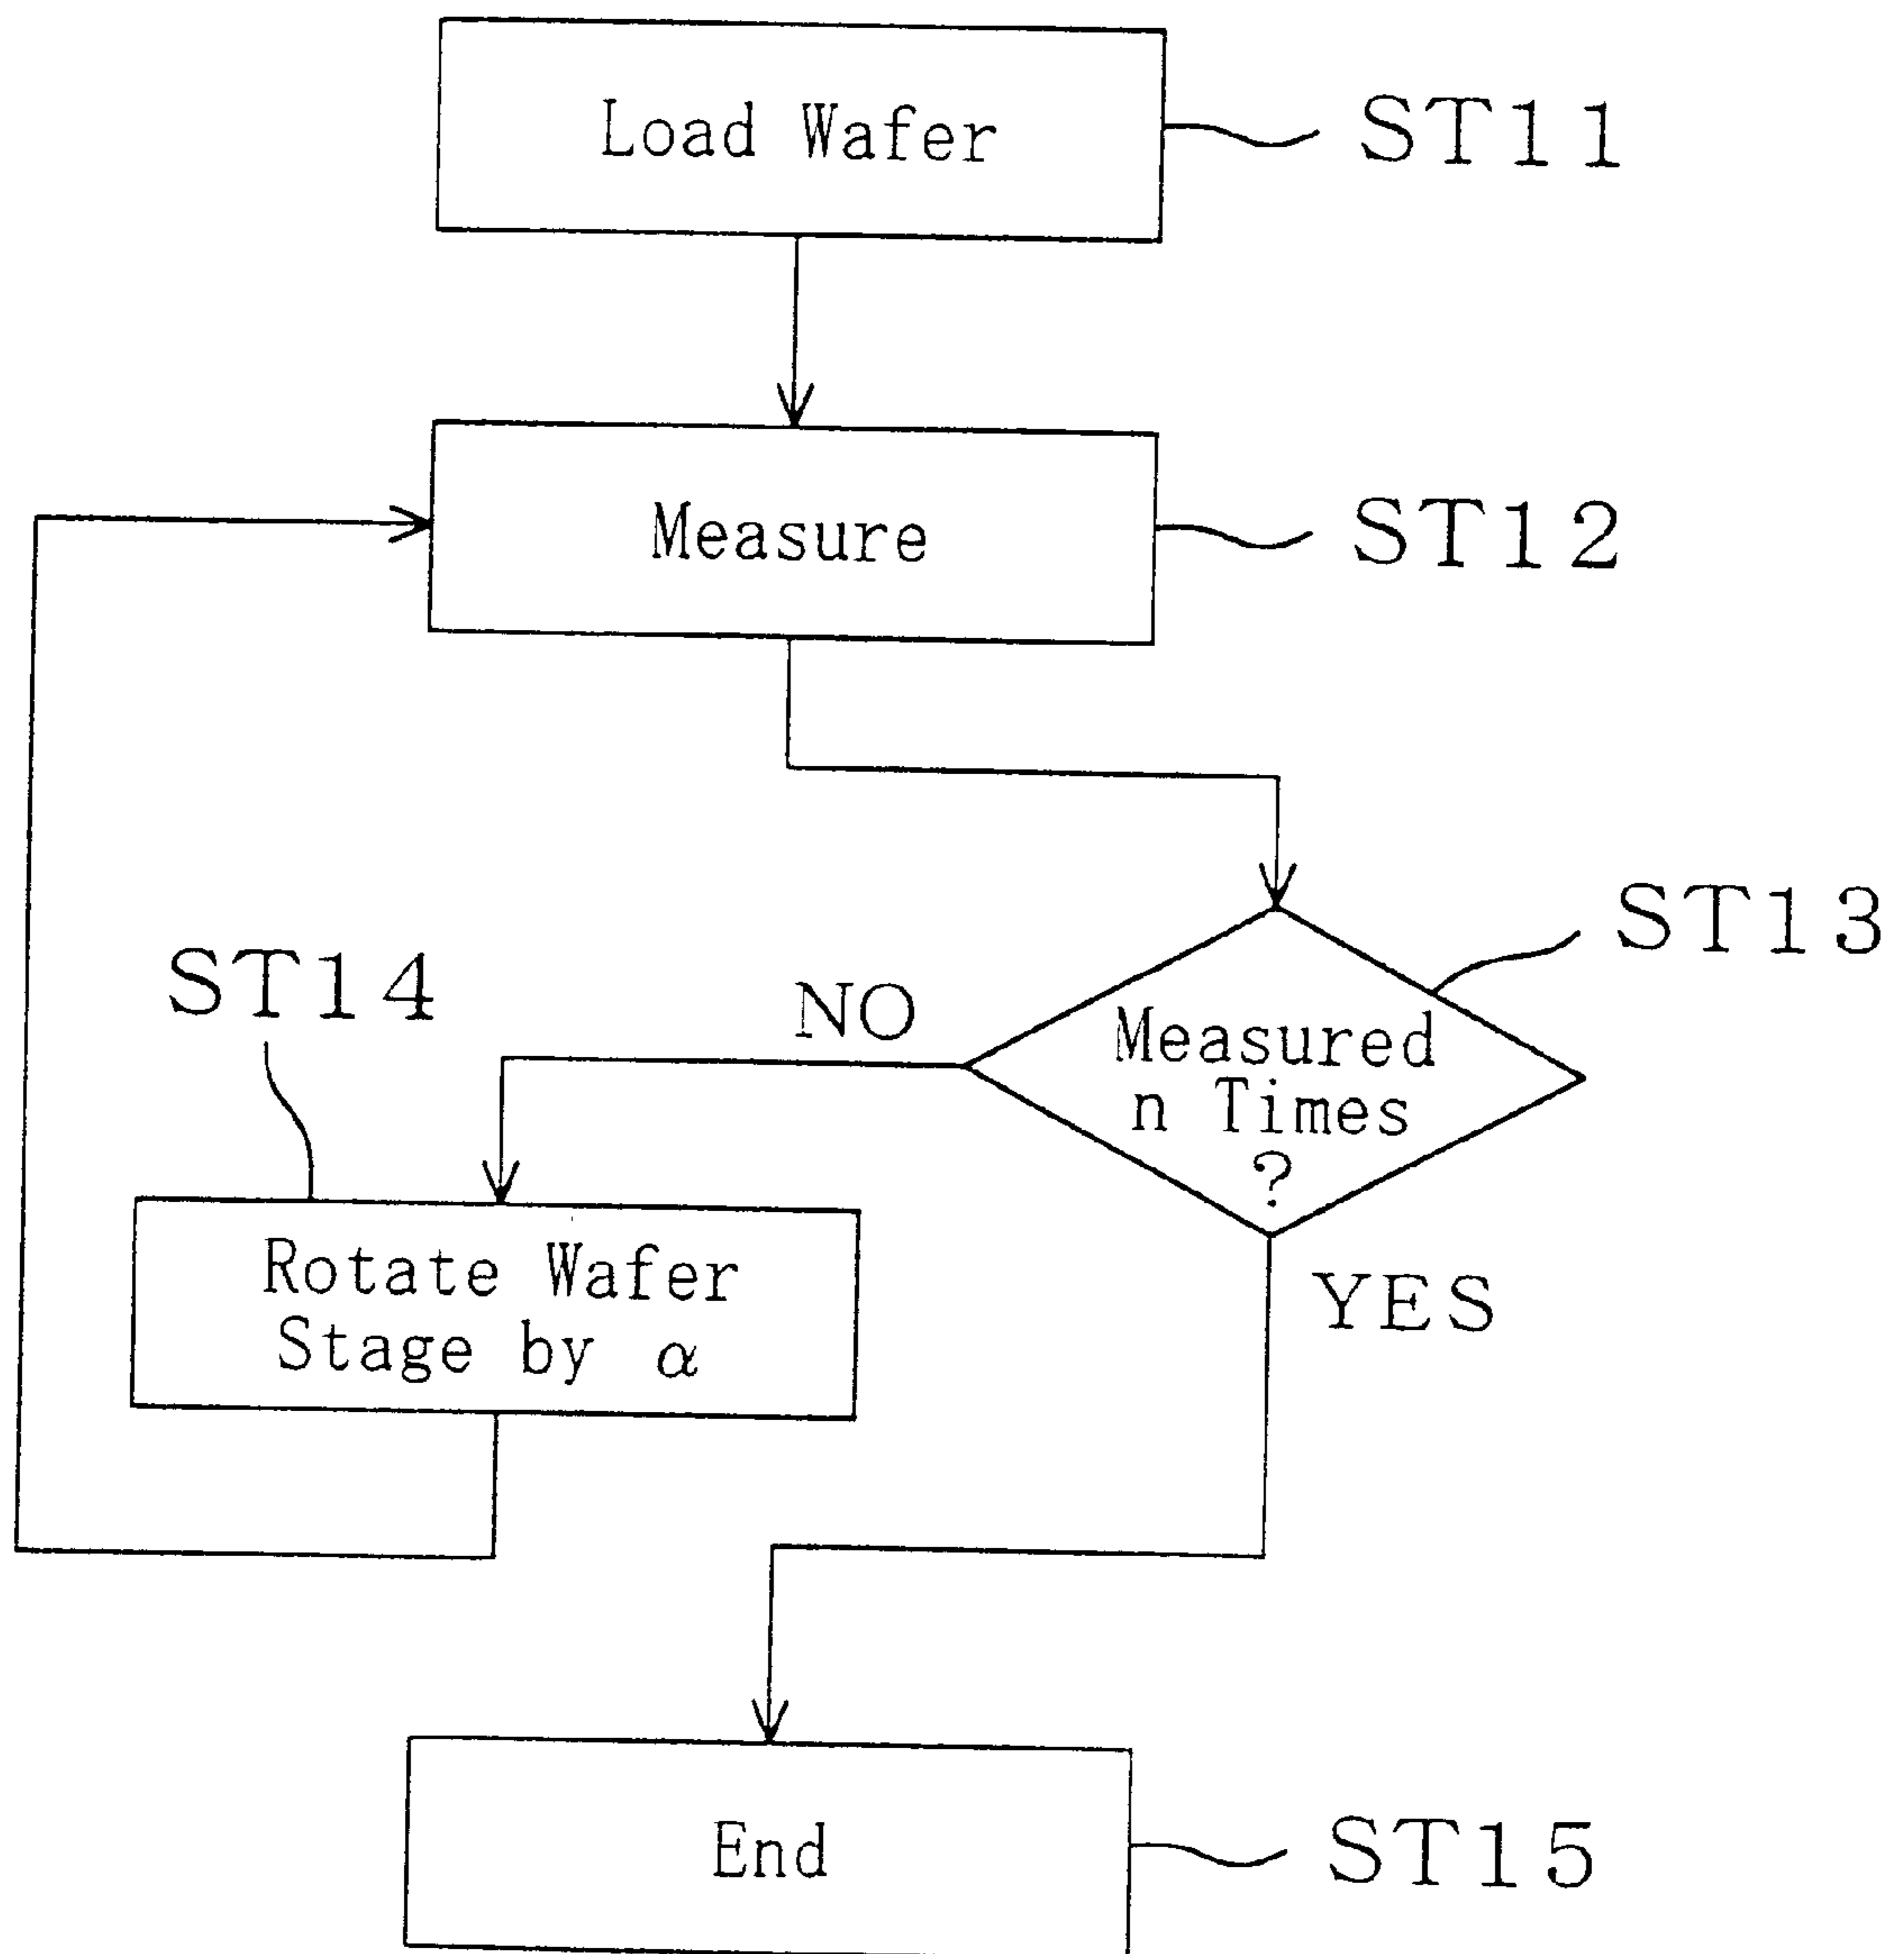 Load Wafer
ST11
Measure
ST12
ST13
Measured
n Times
?
NO
ST14
Rotate Wafer
Stage by α
YES
End
ST15